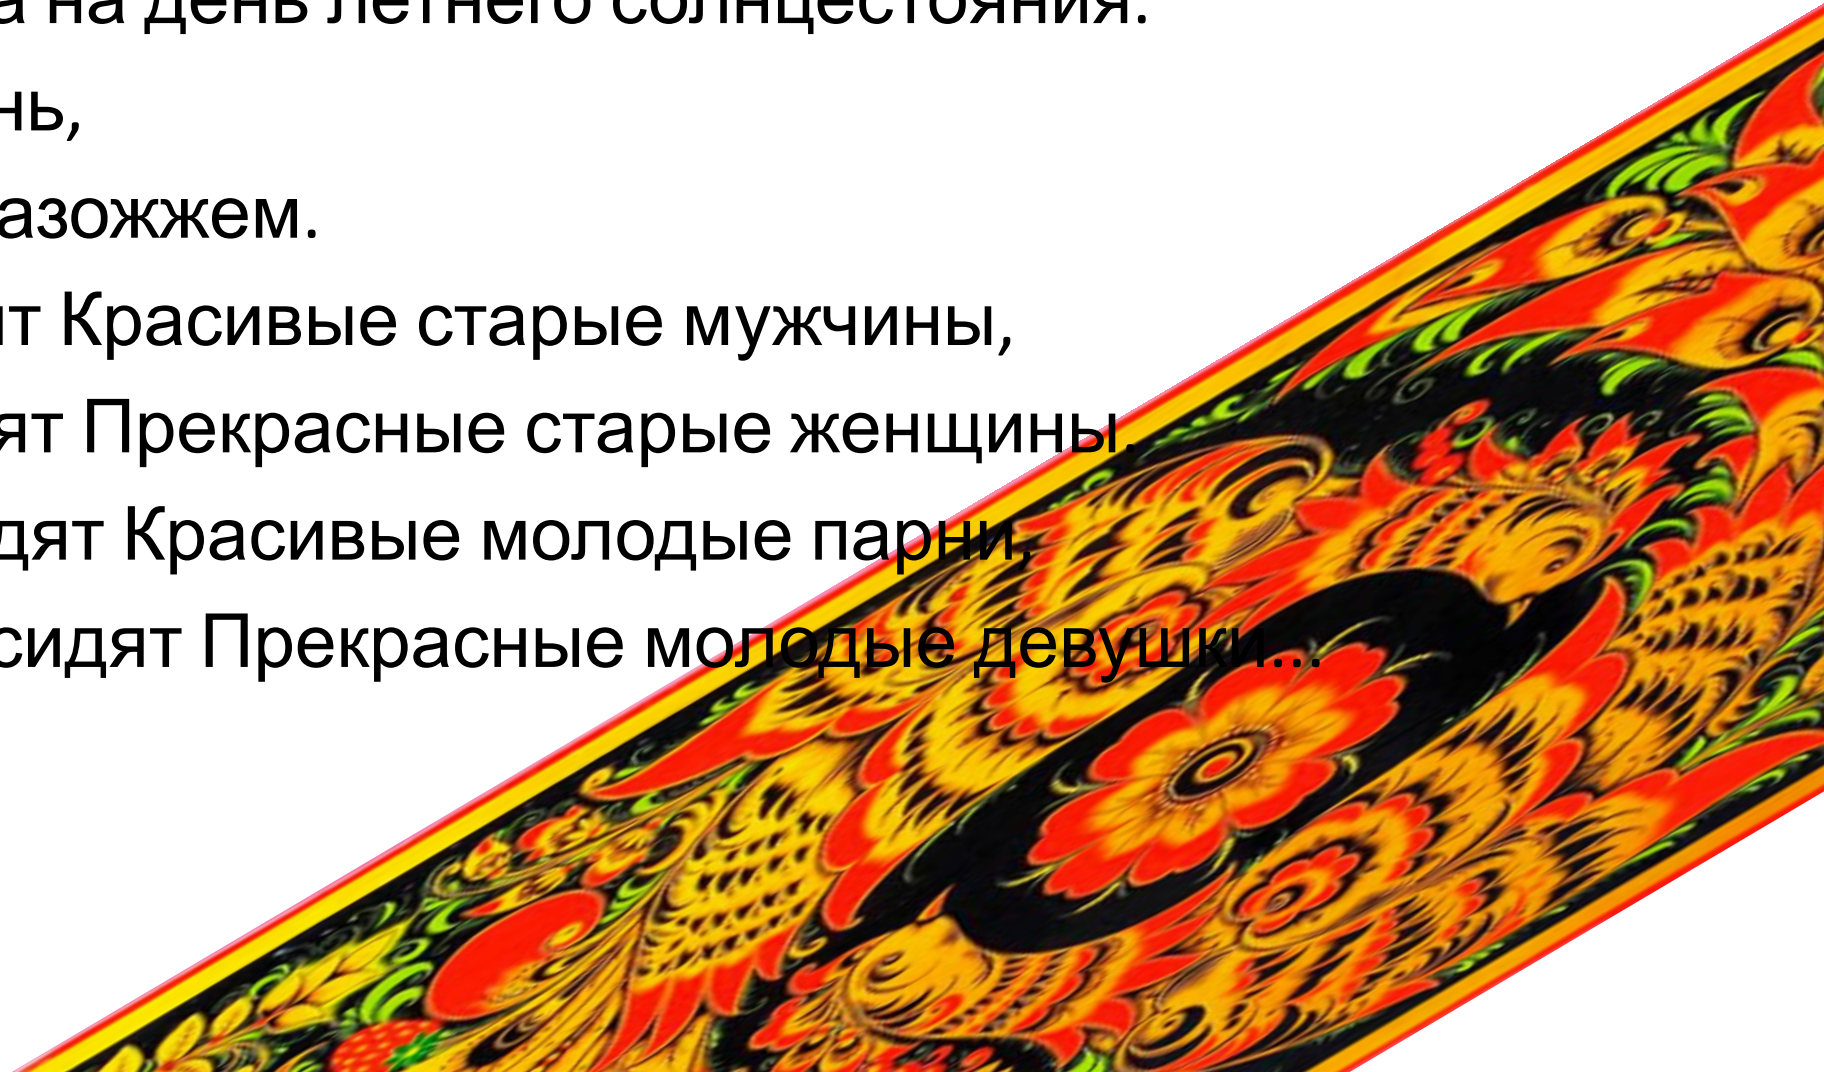 а на день летнего солнцестояния.
нь,
азожжем.
ит Красивые старые мужчины,
ят Прекрасные старые женщины,
дят Красивые молодые парни,
сидят Прекрасные молодые девушки...